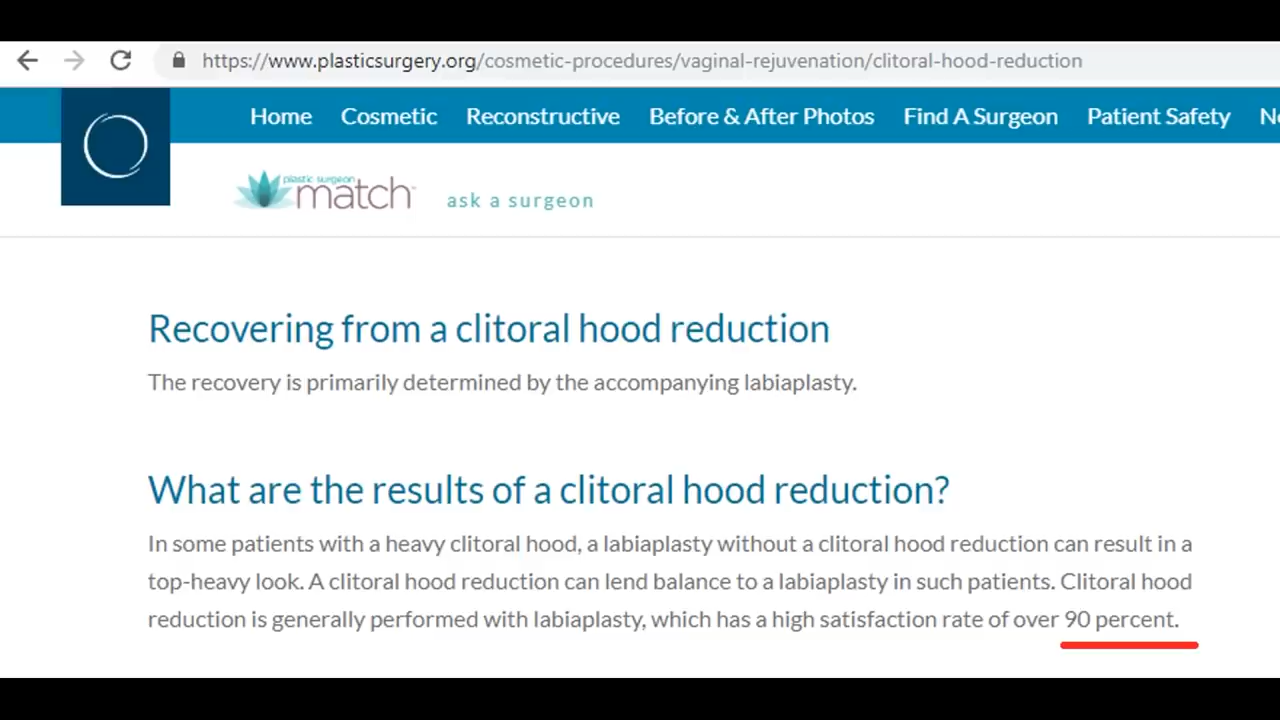 https://www.plasticsurgery.org/cosmetic-procedures/vaginal-rejuvenation/clitoral-hood-reduction
Home Cosmetic Reconstructive Before & After Photos Find A Surgeon Patient Safety
plastic surgeon
match ask a surgeon
Recovering from a clitoral hood reduction
The recovery is primarily determined by the accompanying labiaplasty.
What are the results of a clitoral hood reduction?
In some patients with a heavy clitoral hood, a labiaplasty without a clitoral hood reduction can result in a
top-heavy look. A clitoral hood reduction can lend balance to a labiaplasty in such patients. Clitoral hood
reduction is generally performed with labiaplasty, which has a high satisfaction rate of over 90 percent.